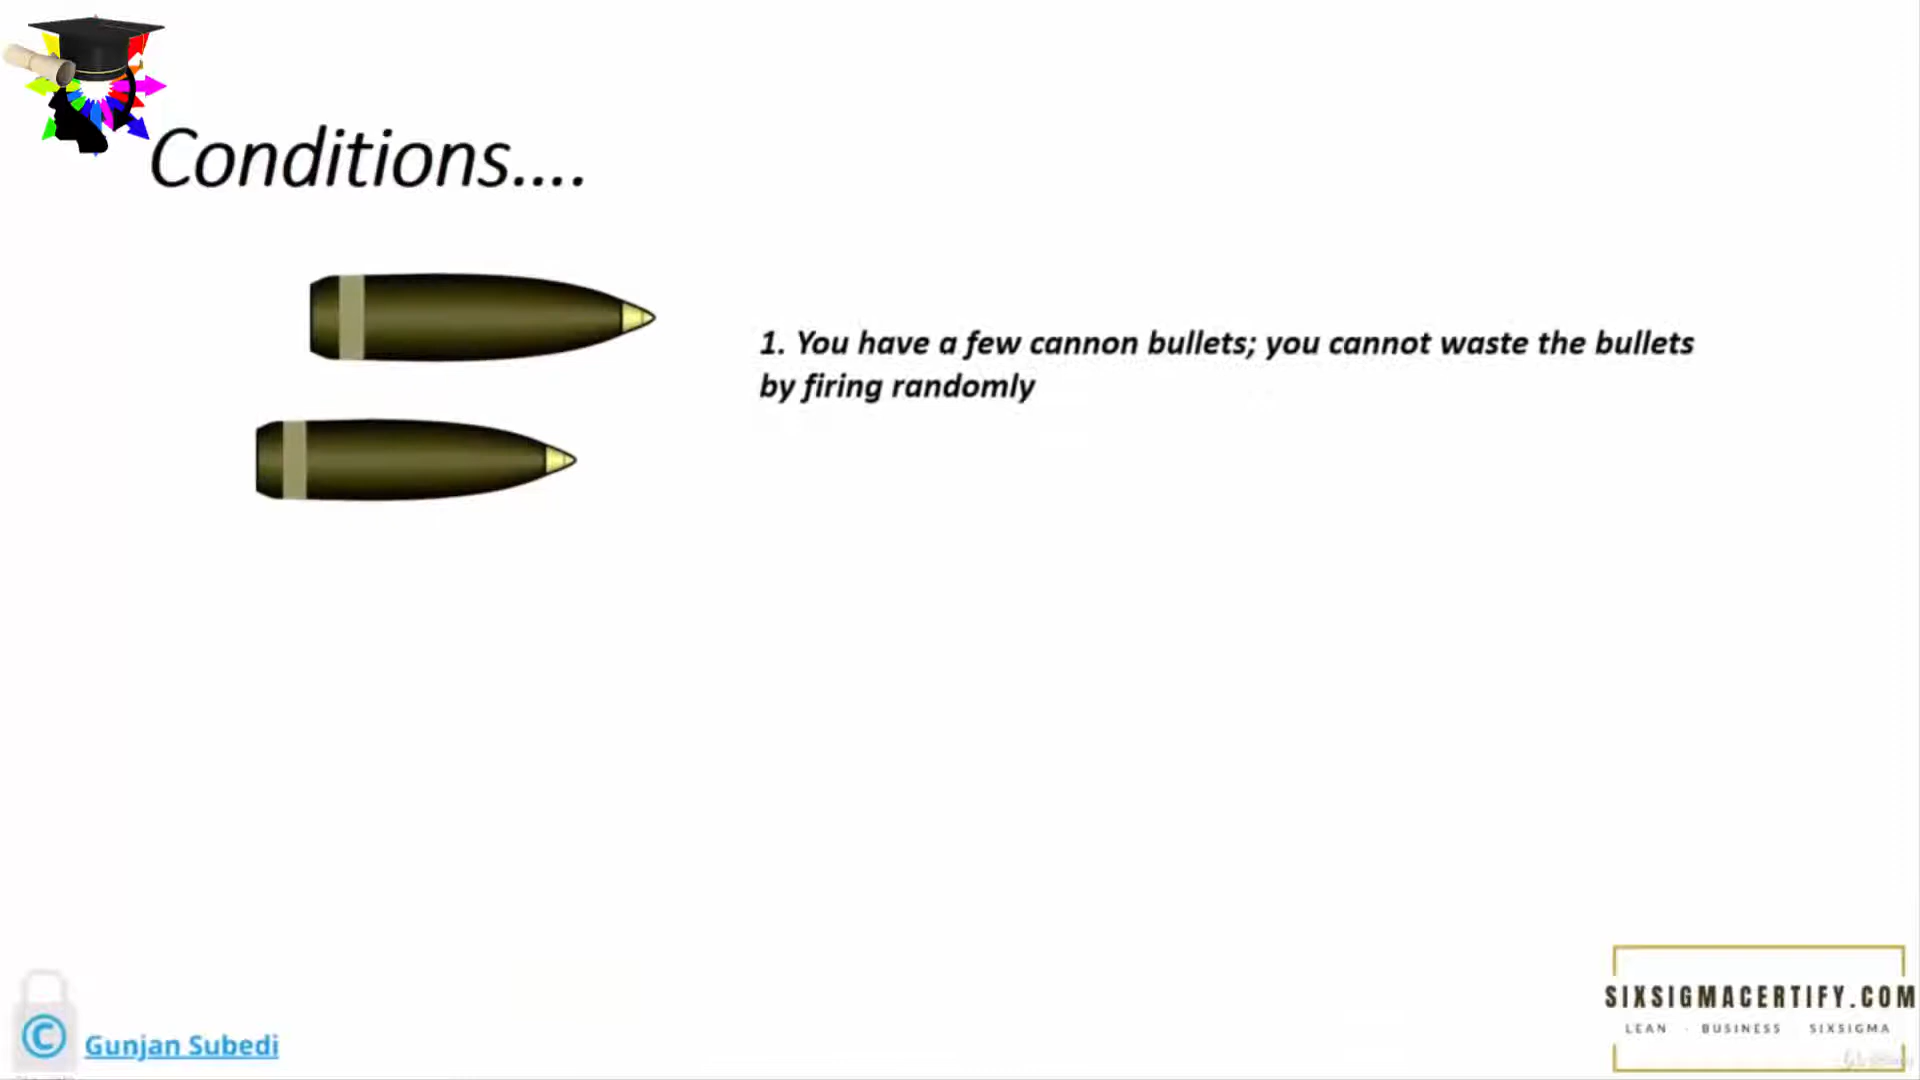 Conditions....
1. You have a few cannon bullets; you cannot waste the bullets
by firing randomly
SIXSIGMACERTIFY.COM
LEAN · BUSINESS · SIXSIGMA
© Gunjan Subedi